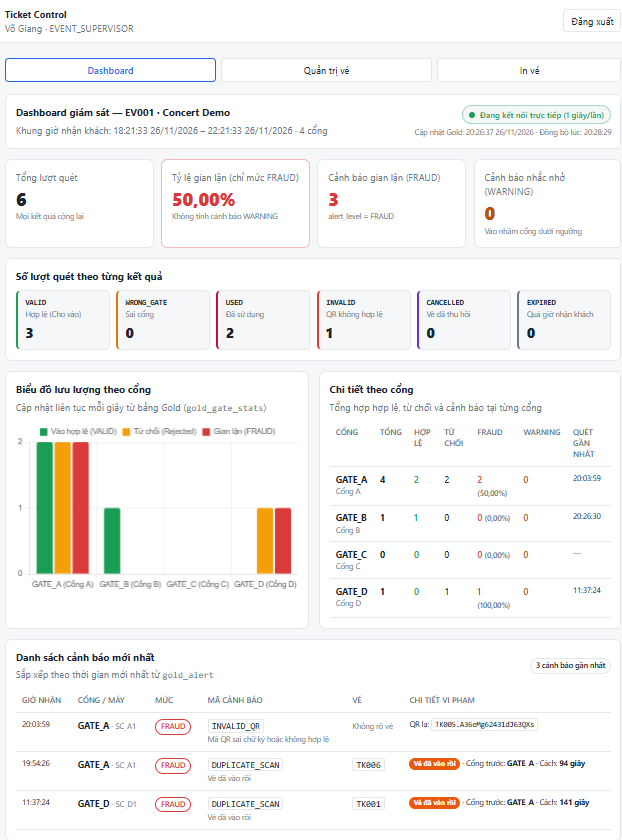 Ticket Control
Võ Giang · EVENT_SUPERVISOR
Đăng xuất
Dashboard
Quản trị vé
In vé
Dashboard giám sát — EV001 · Concert Demo
Khung giờ nhận khách: 18:21:33 26/11/2026 – 22:21:33 26/11/2026 · 4 cổng
Đang kết nối trực tiếp (1 giây/lần)
Cập nhật Gold: 20:26:37 26/11/2026 · Đồng bộ lúc: 20:28:29
Tổng lượt quét
6
Mọi kết quả cộng lại
Tỷ lệ gian lận (chỉ mức FRAUD)
50,00%
Không tính cảnh báo WARNING
Cảnh báo gian lận (FRAUD)
3
alert_level = FRAUD
Cảnh báo nhắc nhở
(WARNING)
0
Vào nhầm cổng dưới ngưỡng
Số lượt quét theo từng kết quả
VALID
Hợp lệ (Cho vào)
3
WRONG_GATE
Sai cổng
0
USED
Đã sử dụng
2
INVALID
QR không hợp lệ
1
CANCELLED
Vé đã thu hồi
0
EXPIRED
Quá giờ nhận khách
0
Biểu đồ lưu lượng theo cổng
Cập nhật liên tục mỗi giây từ bảng Gold (gold_gate_stats)
Vào hợp lệ (VALID) Từ chối (Rejected) Gian lận (FRAUD)
2
1
0
GATE_A (Cổng A) GATE_B (Cổng B) GATE_C (Cổng C) GATE_D (Cổng D)
Chi tiết theo cổng
Tổng hợp hợp lệ, từ chối và cảnh báo tại từng cổng
CỔNG TỔNG HỢP LỆ TỪ CHỐI FRAUD WARNING QUÉT GẦN NHẤT
GATE_A 4 2 2 2 0 20:03:59
Cổng A (50,00%)
GATE_B 1 1 0 0 (0,00%) 0 20:26:30
Cổng B
GATE_C 0 0 0 0 (0,00%) 0 —
Cổng C
GATE_D 1 0 1 1 0 11:37:24
Cổng D (100,00%)
Danh sách cảnh báo mới nhất
Sắp xếp theo thời gian mới nhất từ gold_alert
3 cảnh báo gần nhất
GIỜ NHẬN CỔNG / MÁY MỨC MÃ CẢNH BÁO VÉ CHI TIẾT VI PHẠM
20:03:59 GATE_A · SC_A1 FRAUD INVALID_QR Không rõ vé QR lạ: TK005.A36eMg62431dJ63QXs
Mã QR sai chữ ký hoặc không hợp lệ
19:54:26 GATE_A · SC_A1 FRAUD DUPLICATE_SCAN TK006 Vé đã vào rồi · Cổng trước: GATE_A · Cách: 94 giây
Vé đã vào rồi
11:37:24 GATE_D · SC_D1 FRAUD DUPLICATE_SCAN TK001 Vé đã vào rồi · Cổng trước: GATE_A · Cách: 141 giây
Vé đã vào rồi